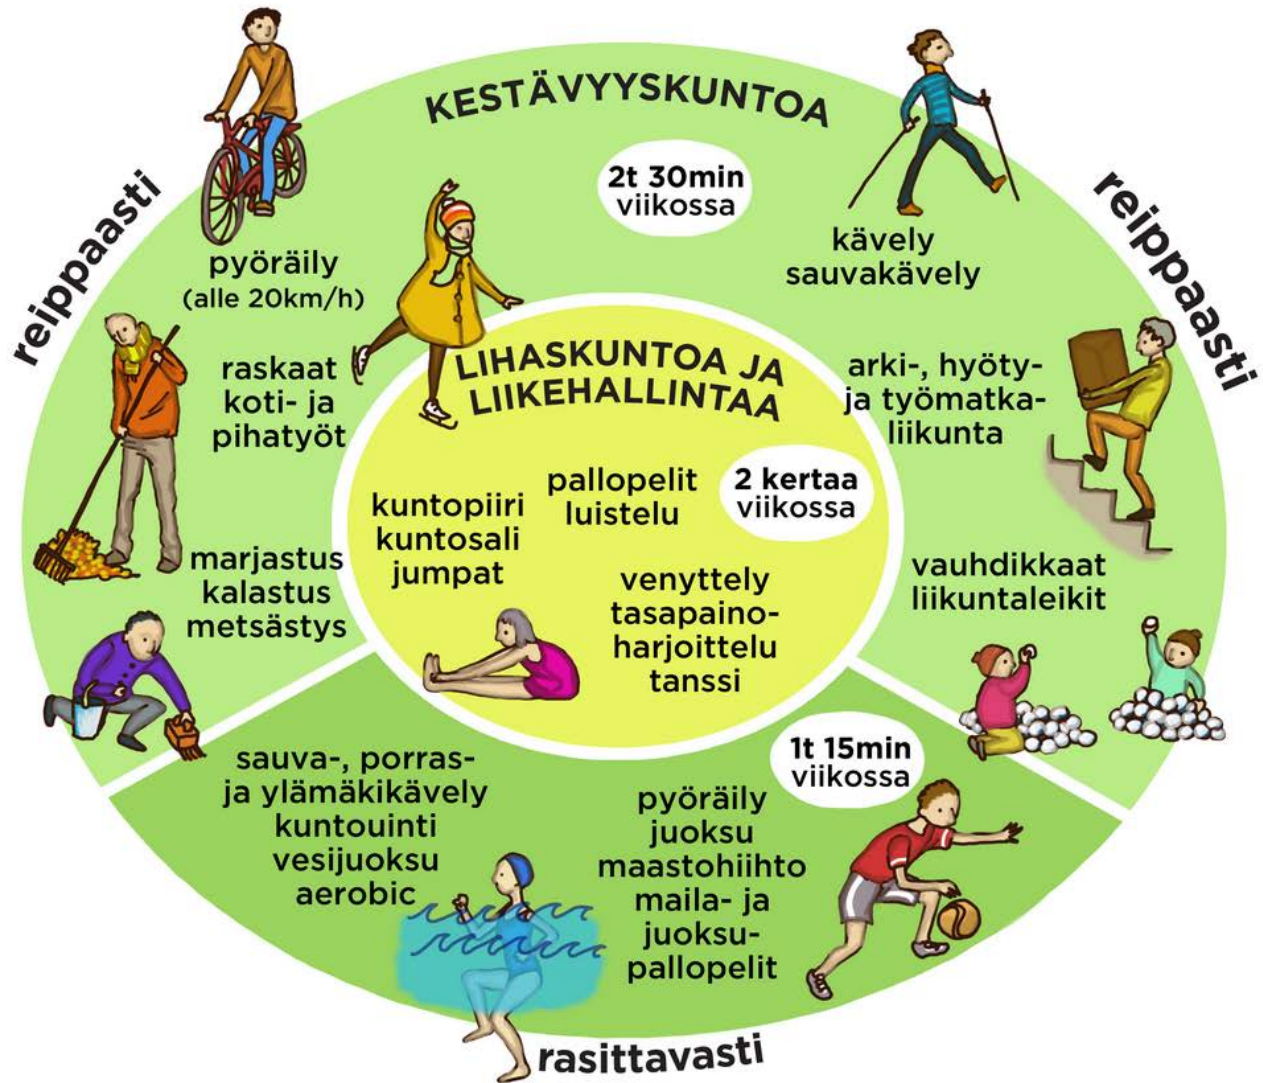 KESTÄVYYSKUNTOA
2t 30min
viikossa
reippaasti
reippaasti
pyöräily
(alle 20km/h)
kävely
sauvakävely
raskaat
koti- ja
pihatyöt
arki-, hyöty-
ja työmatka-
liikunta
marjastus
kalastus
metsästys
vauhdikkaat
liikuntaleikit
LIHASKUNTOA JA
LIIKEHALLINTAA
2 kertaa
viikossa
pallopelit
luistelu
kuntopiiri
kuntosali
jumpat
venyttely
tasapaino-
harjoittelu
tanssi
1t 15min
viikossa
sauva-, porras-
ja ylämäkikävely
kuntouinti
vesijuoksu
aerobic
pyöräily
juoksu
maastohiihto
maila- ja
juoksu-
pallopelit
rasittavasti